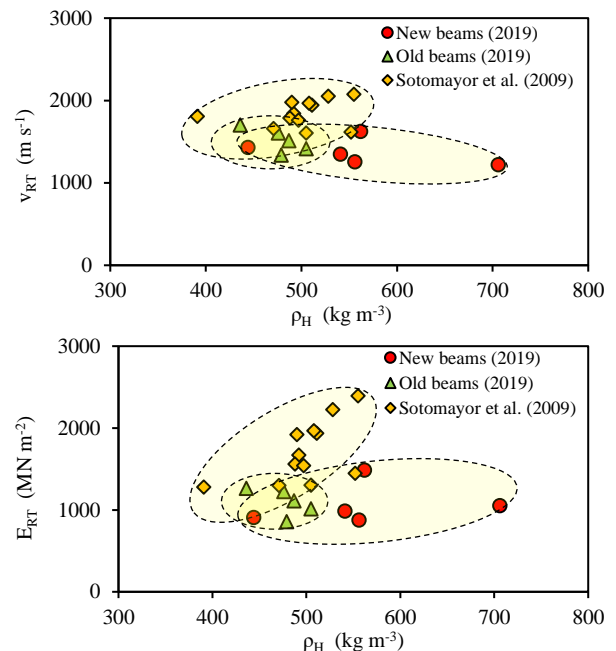 3000
2000
1000
0
v_RT (m s⁻¹)
New beams (2019)
Old beams (2019)
Sotomayor et al. (2009)
300 400 500 600 700 800
ρ_H (kg m⁻³)
3000
2000
1000
0
E_RT (MN m⁻²)
New beams (2019)
Old beams (2019)
Sotomayor et al. (2009)
300 400 500 600 700 800
ρ_H (kg m⁻³)